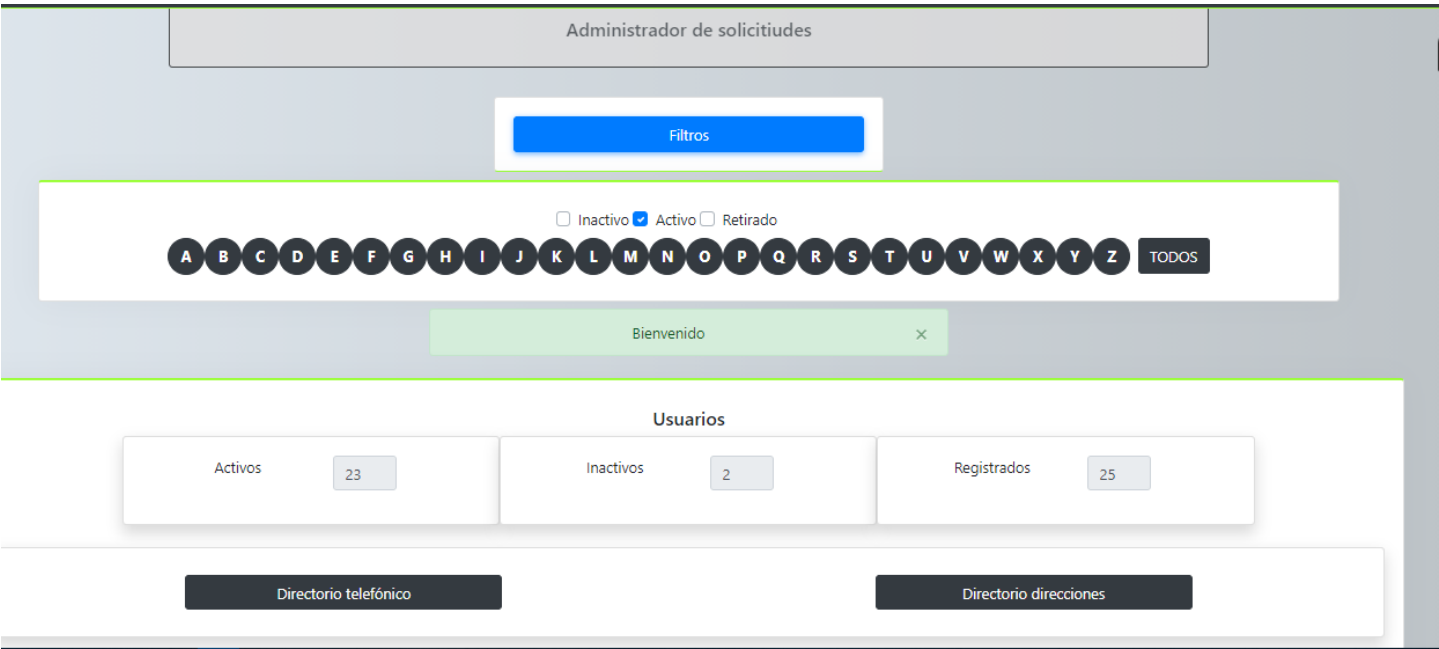 Administrador de solicitiudes
Filtros
Inactivo Activo Retirado
A B C D E F G H I J K L M N O P Q R S T U V W X Y Z TODOS
Bienvenido ×
Usuarios
Activos 23 Inactivos 2 Registrados 25
Directorio telefónico Directorio direcciones